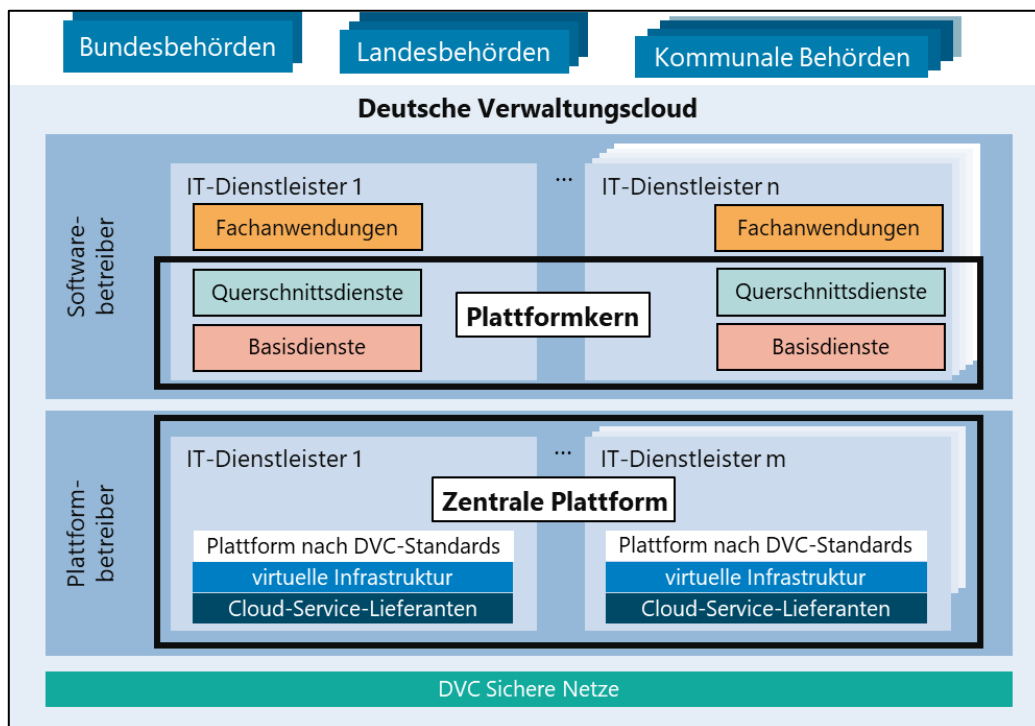 Bundesbehörden
Landesbehörden
Kommunale Behörden
Deutsche Verwaltungscloud
Software-
betreiber
IT-Dienstleister 1
...
IT-Dienstleister n
Fachanwendungen
Fachanwendungen
Querschnittsdienste
Plattformkern
Querschnittsdienste
Basisdienste
Basisdienste
Plattform-
betreiber
IT-Dienstleister 1
...
IT-Dienstleister m
Zentrale Plattform
Plattform nach DVC-Standards
Plattform nach DVC-Standards
virtuelle Infrastruktur
virtuelle Infrastruktur
Cloud-Service-Lieferanten
Cloud-Service-Lieferanten
DVC Sichere Netze